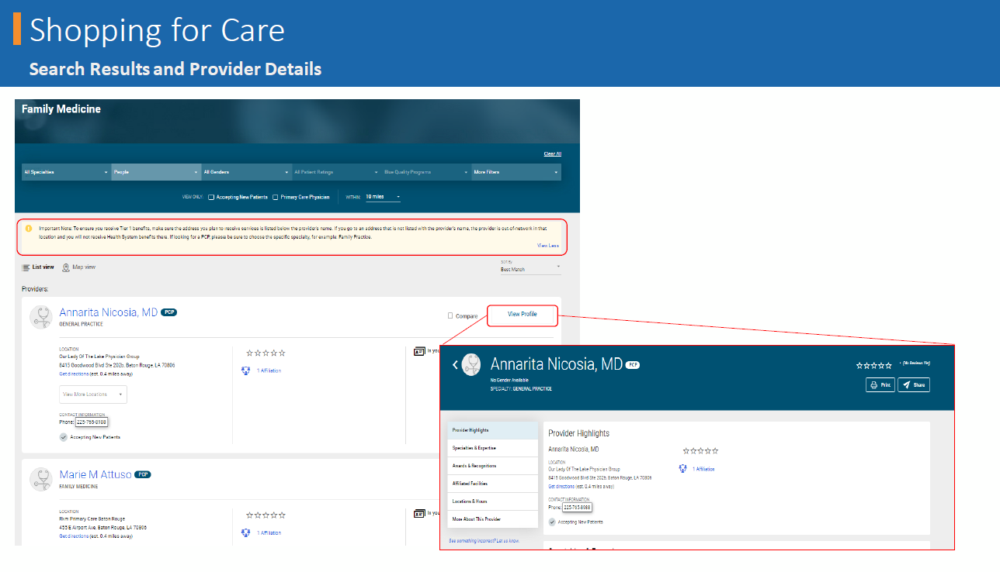 Shopping for Care
Search Results and Provider Details
Family Medicine
Clear All
All Specialties
People
All Genders
All Patient Ratings
Blue Quality Programs
More Filters
VIEW ONLY: Accepting New Patients Primary Care Physician WITHIN: 10 miles
Important Note: To ensure you receive Tier 1 benefits, make sure the address you plan to receive services is listed below the provider's name. If you go to an address that is not listed with the provider's name, the provider is out-of-network in that
location and you will not receive Health System benefits there. If looking for a PCP, please be sure to choose the specific specialty, for example: Family Practice.
View Less
List view Map view
SORT BY
Best Match
Providers:
Annarita Nicosia, MD PCP
GENERAL PRACTICE
Compare
View Profile
LOCATION
Our Lady Of The Lake Physician Group
8415 Goodwood Blvd Ste 202b, Baton Rouge, LA 70806
Get directions (est. 0.4 miles away)
View More Locations
CONTACT INFORMATION
Phone: 225-765-8988
Accepting New Patients
1 Affiliation
In you
Marie M Attuso PCP
FAMILY MEDICINE
LOCATION
Rkm Primary Care Baton Rouge
455 E Airport Ave, Baton Rouge, LA 70806
Get directions (est. 0.4 miles away)
1 Affiliation
In you
Annarita Nicosia, MD PCP
No Gender Available
SPECIALTY: GENERAL PRACTICE
(No Reviews Yet)
Print
Share
Provider Highlights
Specialties & Expertise
Awards & Recognitions
Affiliated Facilities
Locations & Hours
More About This Provider
See something incorrect? Let us know.
Provider Highlights
Annarita Nicosia, MD
LOCATION
Our Lady Of The Lake Physician Group
8415 Goodwood Blvd Ste 202b, Baton Rouge, LA 70806
Get directions (est. 0.4 miles away)
CONTACT INFORMATION
Phone: 225-765-8988
Accepting New Patients
1 Affiliation